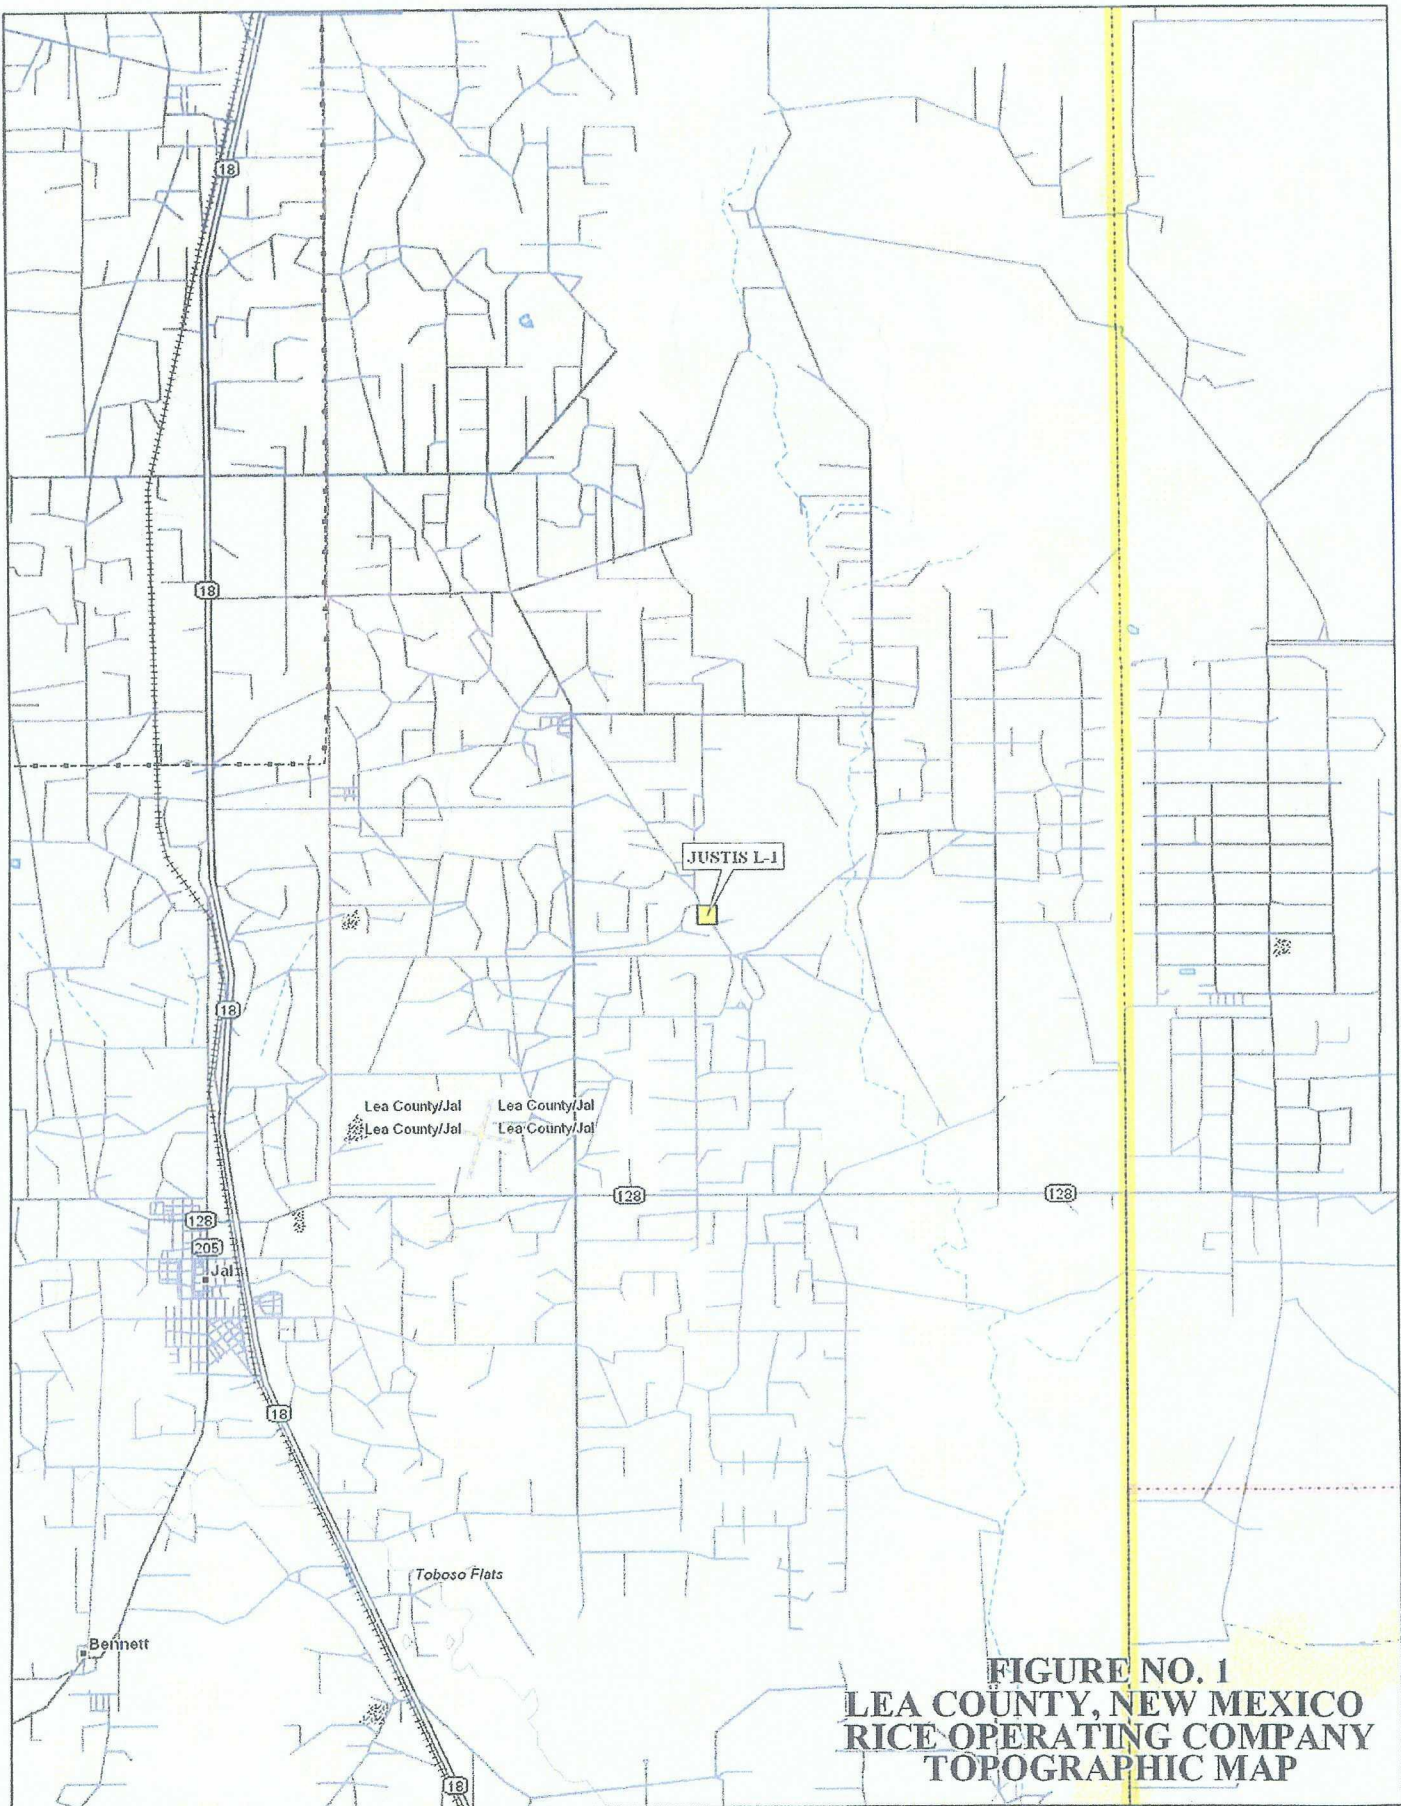 18
18
JUSTIS L-1
18
Lea County/Jal Lea County/Jal
Lea County/Jal Lea County/Jal
128
128
128
205
Jal
18
Toboso Flats
Bennett
18
FIGURE NO. 1
LEA COUNTY, NEW MEXICO
RICE OPERATING COMPANY
TOPOGRAPHIC MAP